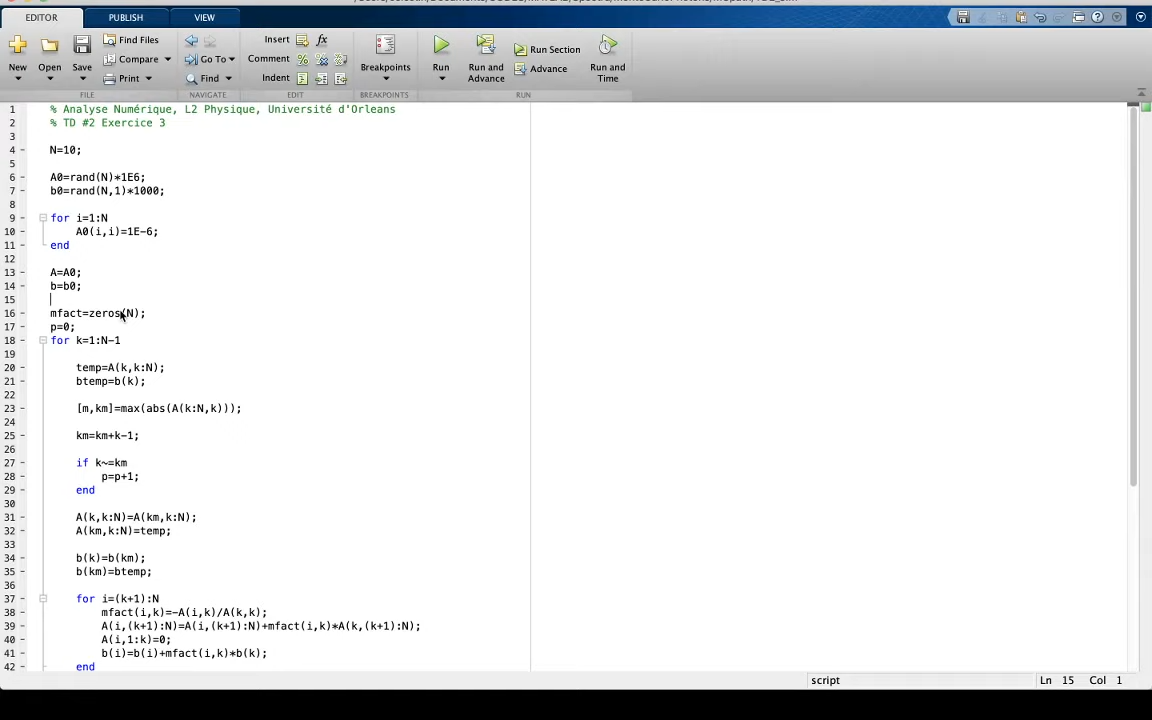 EDITOR PUBLISH VIEW
New Open Save Find Files Compare Print
Go To Find
Insert fx
Comment
Indent
Breakpoints
Run Run and Advance Run Section Advance Run and Time
FILE NAVIGATE EDIT BREAKPOINTS RUN
1 % Analyse Numérique, L2 Physique, Université d'Orleans
2 % TD #2 Exercice 3
3
4 N=10;
5
6 A0=rand(N)*1E6;
7 b0=rand(N,1)*1000;
8
9 for i=1:N
10 A0(i,i)=1E-6;
11 end
12
13 A=A0;
14 b=b0;
15
16 mfact=zeros(N);
17 p=0;
18 for k=1:N-1
19
20 temp=A(k,k:N);
21 btemp=b(k);
22
23 [m,km]=max(abs(A(k:N,k)));
24
25 km=km+k-1;
26
27 if k~=km
28 p=p+1;
29 end
30
31 A(k,k:N)=A(km,k:N);
32 A(km,k:N)=temp;
33
34 b(k)=b(km);
35 b(km)=btemp;
36
37 for i=(k+1):N
38 mfact(i,k)=-A(i,k)/A(k,k);
39 A(i,(k+1):N)=A(i,(k+1):N)+mfact(i,k)*A(k,(k+1):N);
40 A(i,1:k)=0;
41 b(i)=b(i)+mfact(i,k)*b(k);
42 end
script Ln 15 Col 1